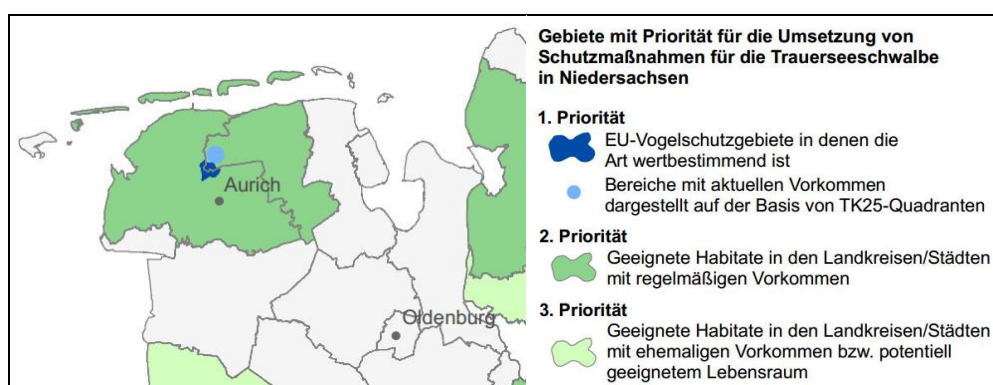 Gebiete mit Priorität für die Umsetzung von
Schutzmaßnahmen für die Trauerseeschwalbe
in Niedersachsen
1. Priorität
EU-Vogelschutzgebiete in denen die
Art wertbestimmend ist
Bereiche mit aktuellen Vorkommen
dargestellt auf der Basis von TK25-Quadranten
2. Priorität
Geeignete Habitate in den Landkreisen/Städten
mit regelmäßigen Vorkommen
3. Priorität
Geeignete Habitate in den Landkreisen/Städten
mit ehemaligen Vorkommen bzw. potentiell
geeignetem Lebensraum
Aurich
Oldenburg